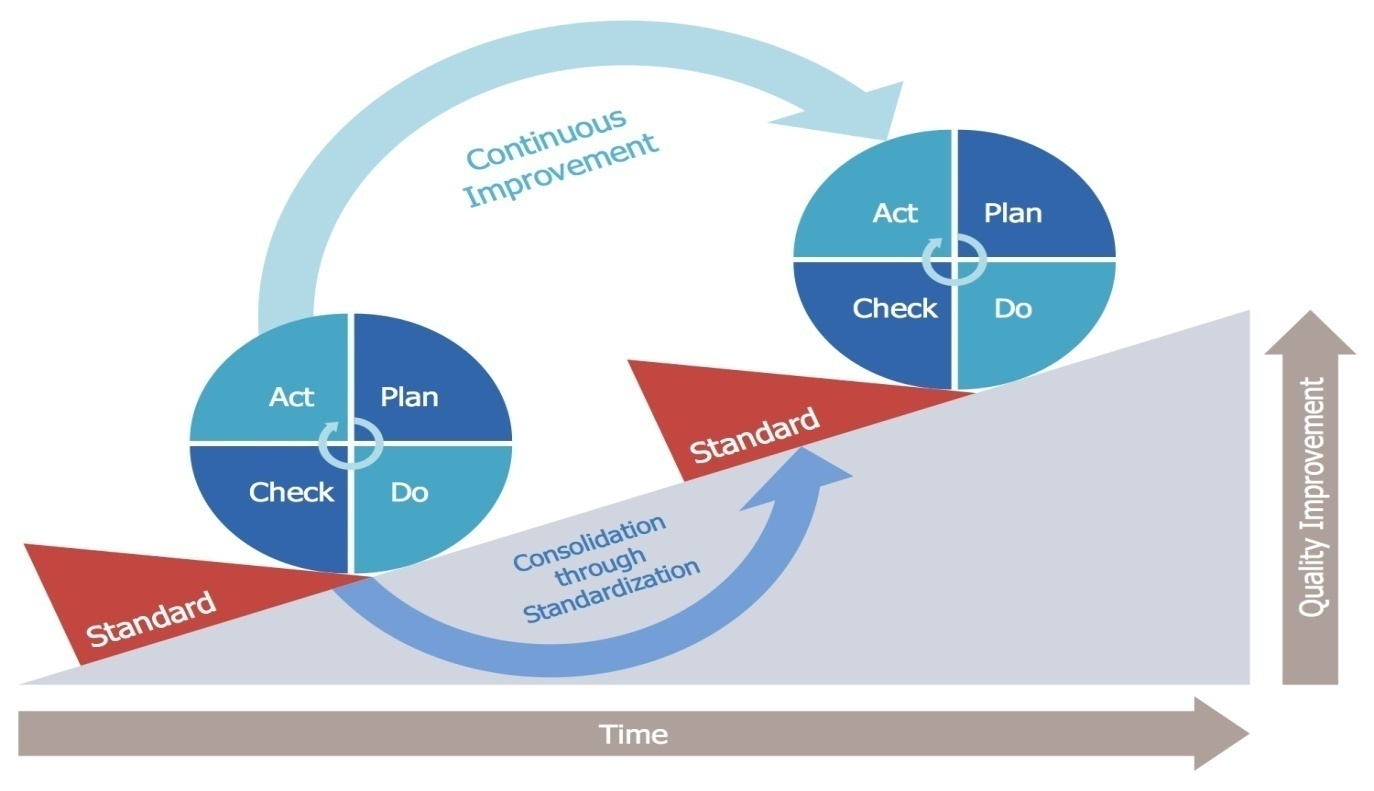 Continuous
Improvement
Act
Plan
Check
Do
Act
Plan
Check
Do
Standard
Standard
Consolidation
through
Standardization
Quality Improvement
Time